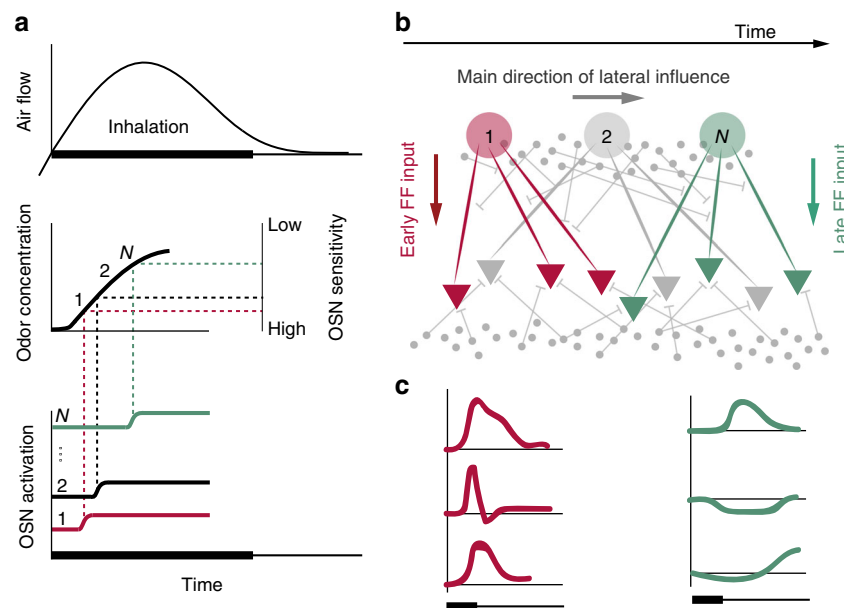 a
Air flow
Inhalation
Odor concentration
1
2
N
Low
High
OSN sensitivity
OSN activation
N
...
2
1
Time
b
Time
Main direction of lateral influence
1
2
N
Early FF input
Late FF input
c